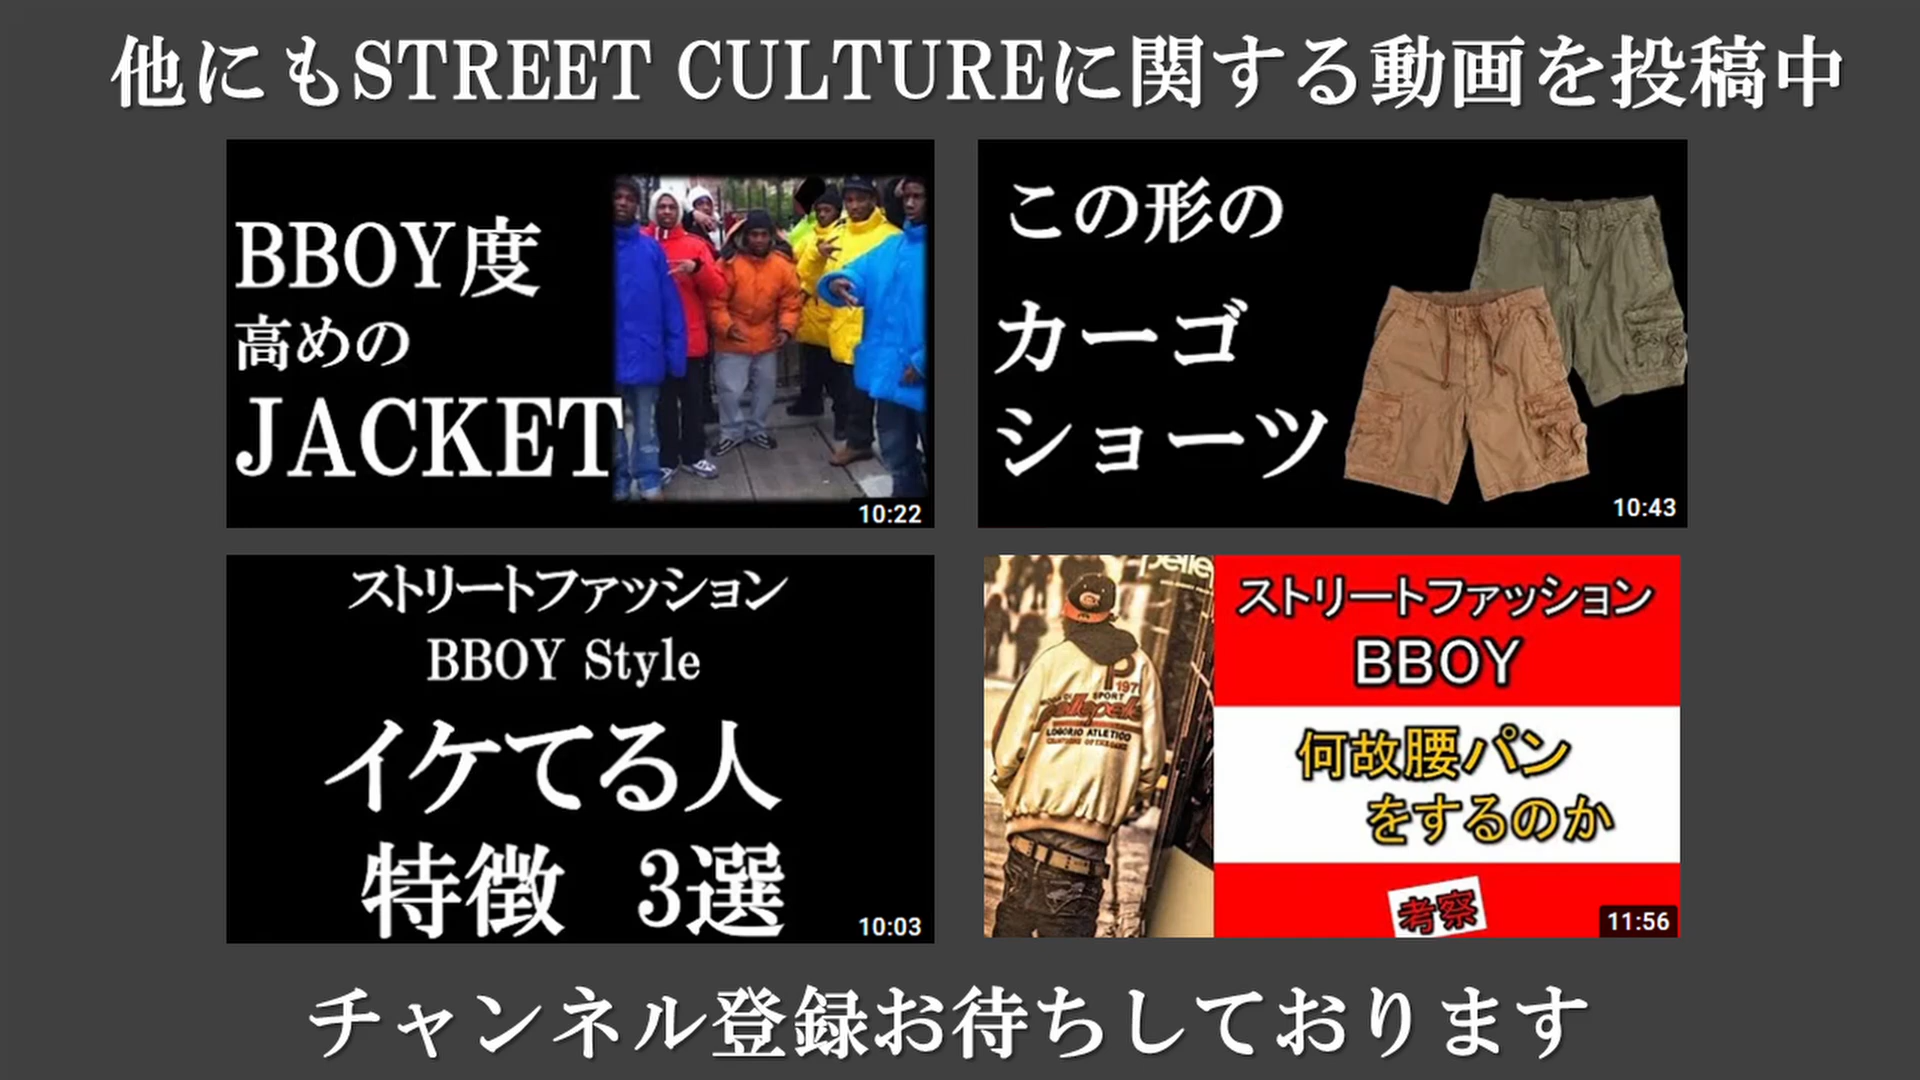 他にもSTREET CULTUREに関する動画を投稿中
BBOY度
高めの
JACKET
10:22
この形の
カーゴ
ショーツ
10:43
ストリートファッション
BBOY Style
イケてる人
特徴 3選
10:03
pelle
P
197
SPORT
pellepelle
LOGORIO ATLETICO
ストリートファッション
BBOY
何故腰パン
をするのか
考察
11:56
チャンネル登録お待ちしております